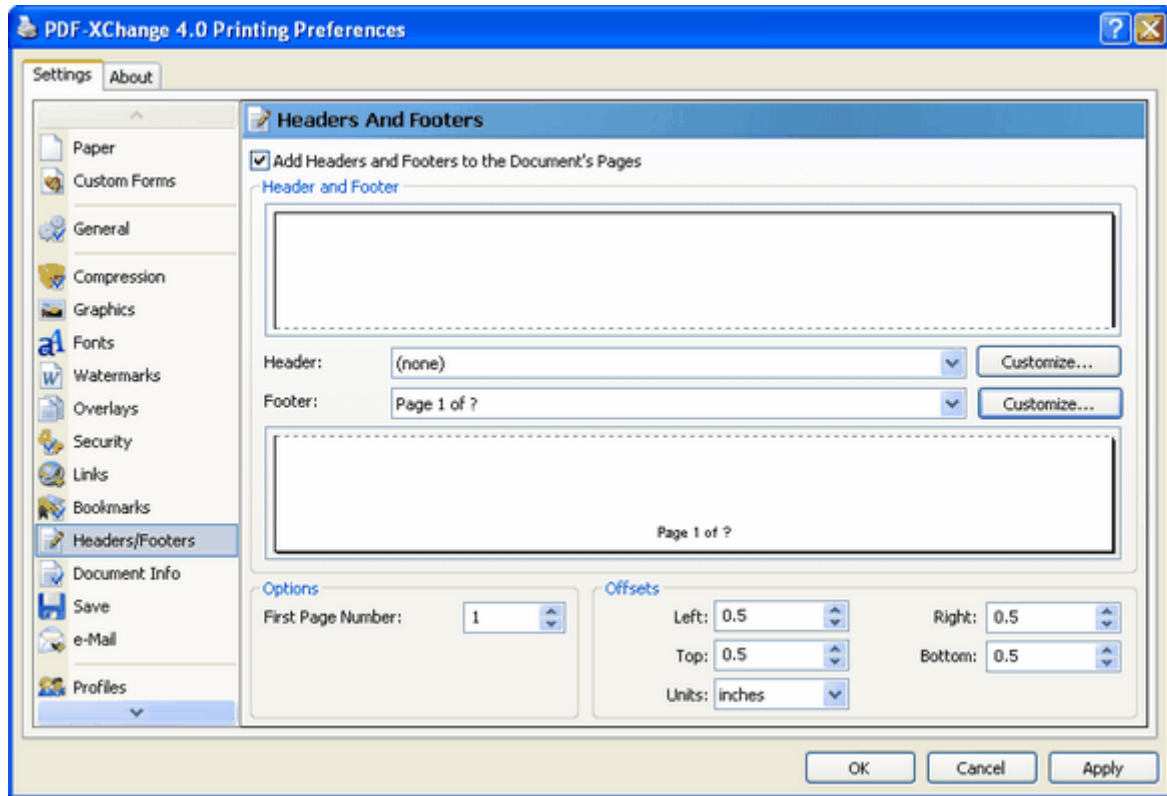 PDF-XChange 4.0 Printing Preferences
Settings About
Paper
Custom Forms
General
Compression
Graphics
Fonts
Watermarks
Overlays
Security
Links
Bookmarks
Headers/Footers
Document Info
Save
e-Mail
Profiles
Headers And Footers
Add Headers and Footers to the Document's Pages
Header and Footer
Header: (none) Customize...
Footer: Page 1 of ? Customize...
Page 1 of ?
Options
First Page Number: 1
Offsets
Left: 0.5 Right: 0.5
Top: 0.5 Bottom: 0.5
Units: inches
OK Cancel Apply